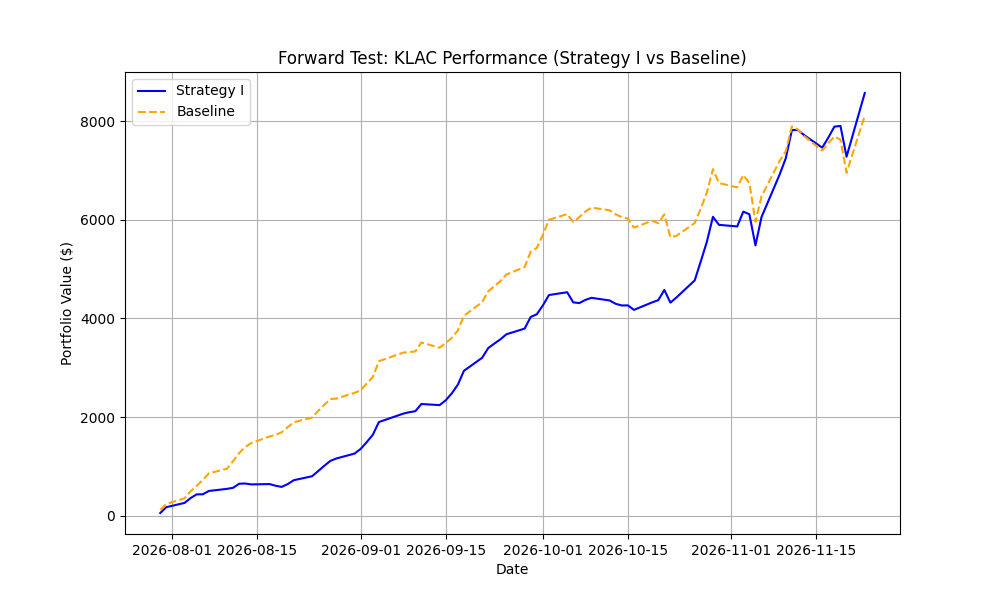 Forward Test: KLAC Performance (Strategy I vs Baseline)
Strategy I
Baseline
Portfolio Value ($)
8000
6000
4000
2000
0
2026-08-01 2026-08-15 2026-09-01 2026-09-15 2026-10-01 2026-10-15 2026-11-01 2026-11-15
Date